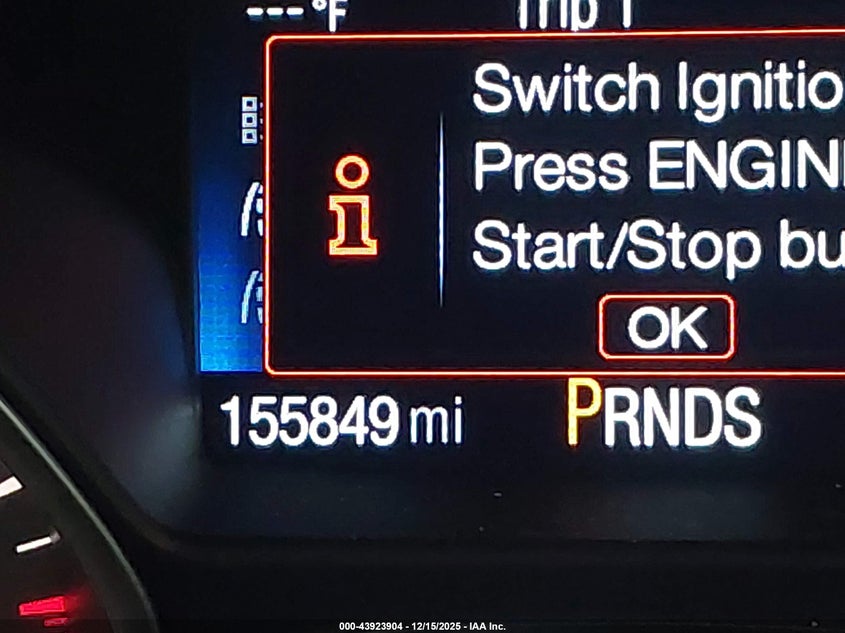 ---°F Trip 1
Switch Ignitio
Press ENGIN
Start/Stop bu
OK
155849 mi PRNDS
000-43923904 - 12/15/2025 - IAA Inc.